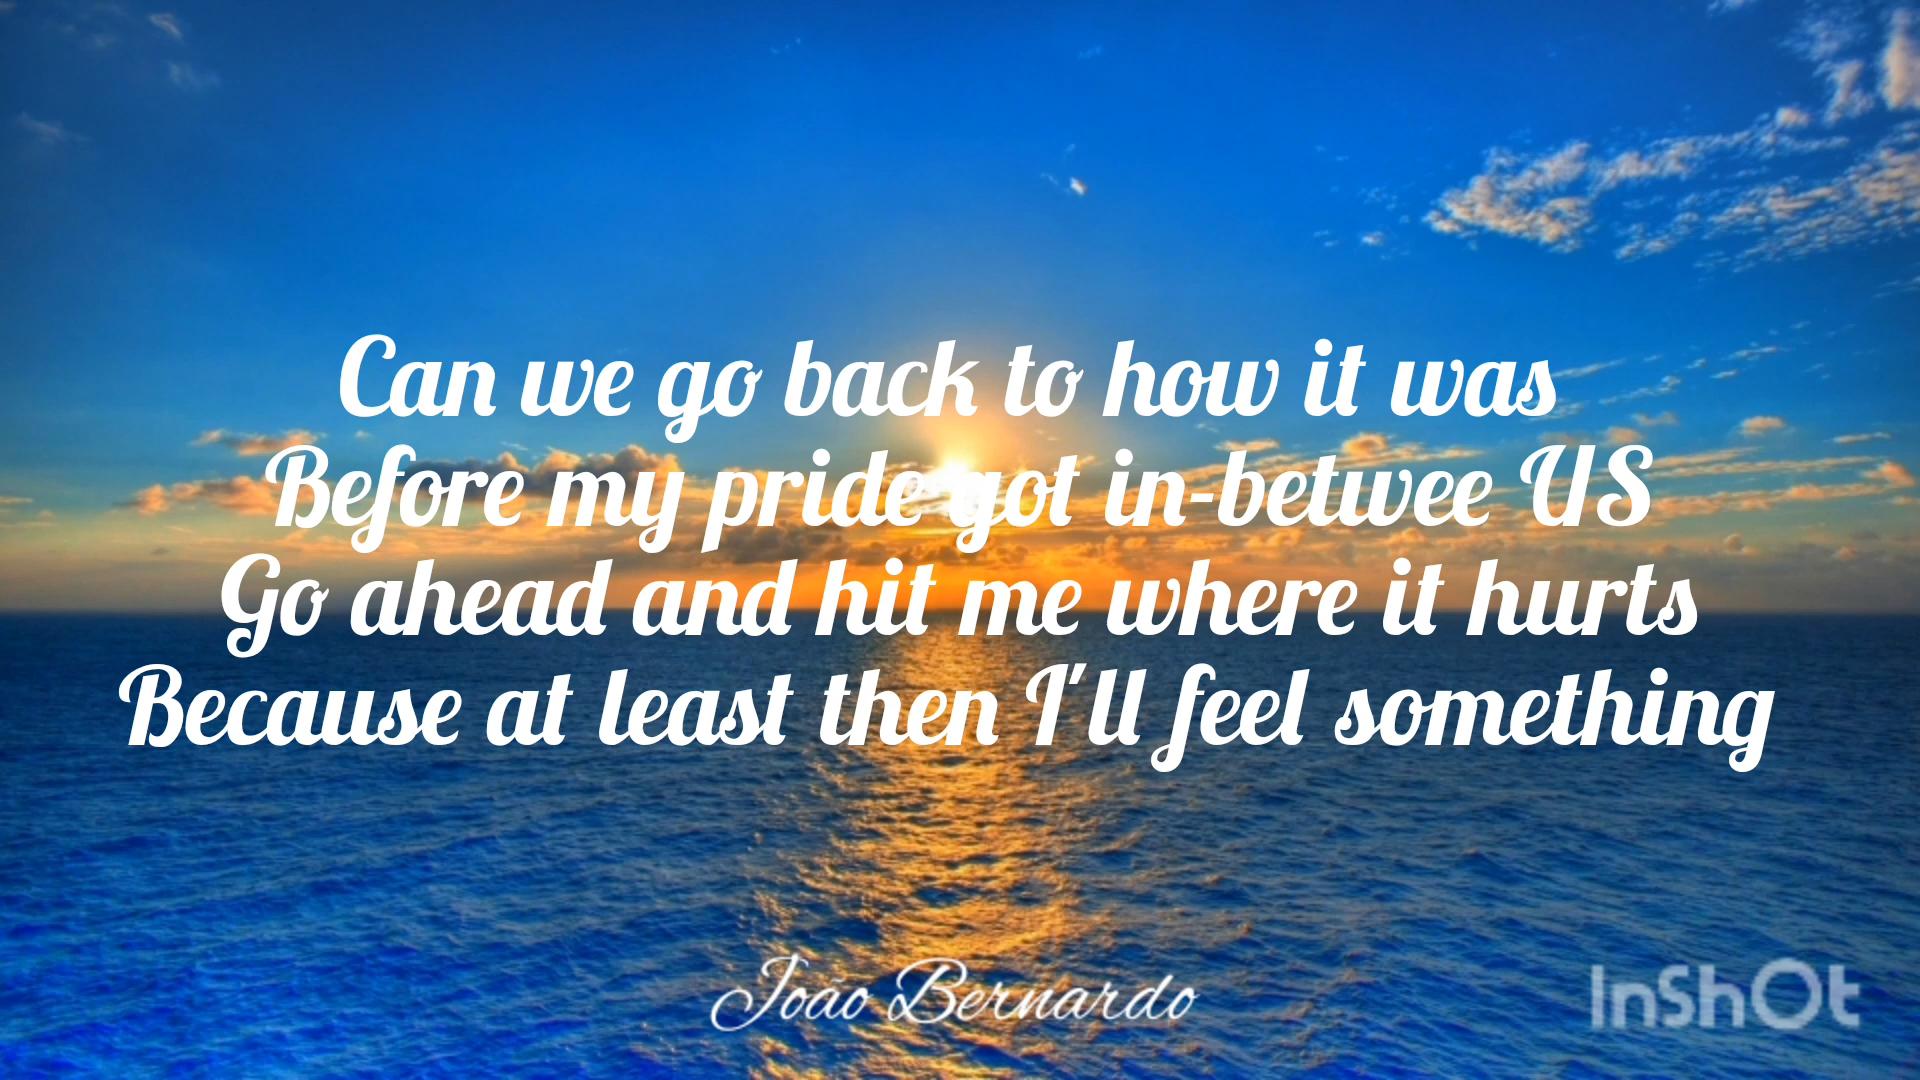 Can we go back to how it was
Before my pride got in-betwee US
Go ahead and hit me where it hurts
Because at least then I'll feel something
João Bernardo
InShOt